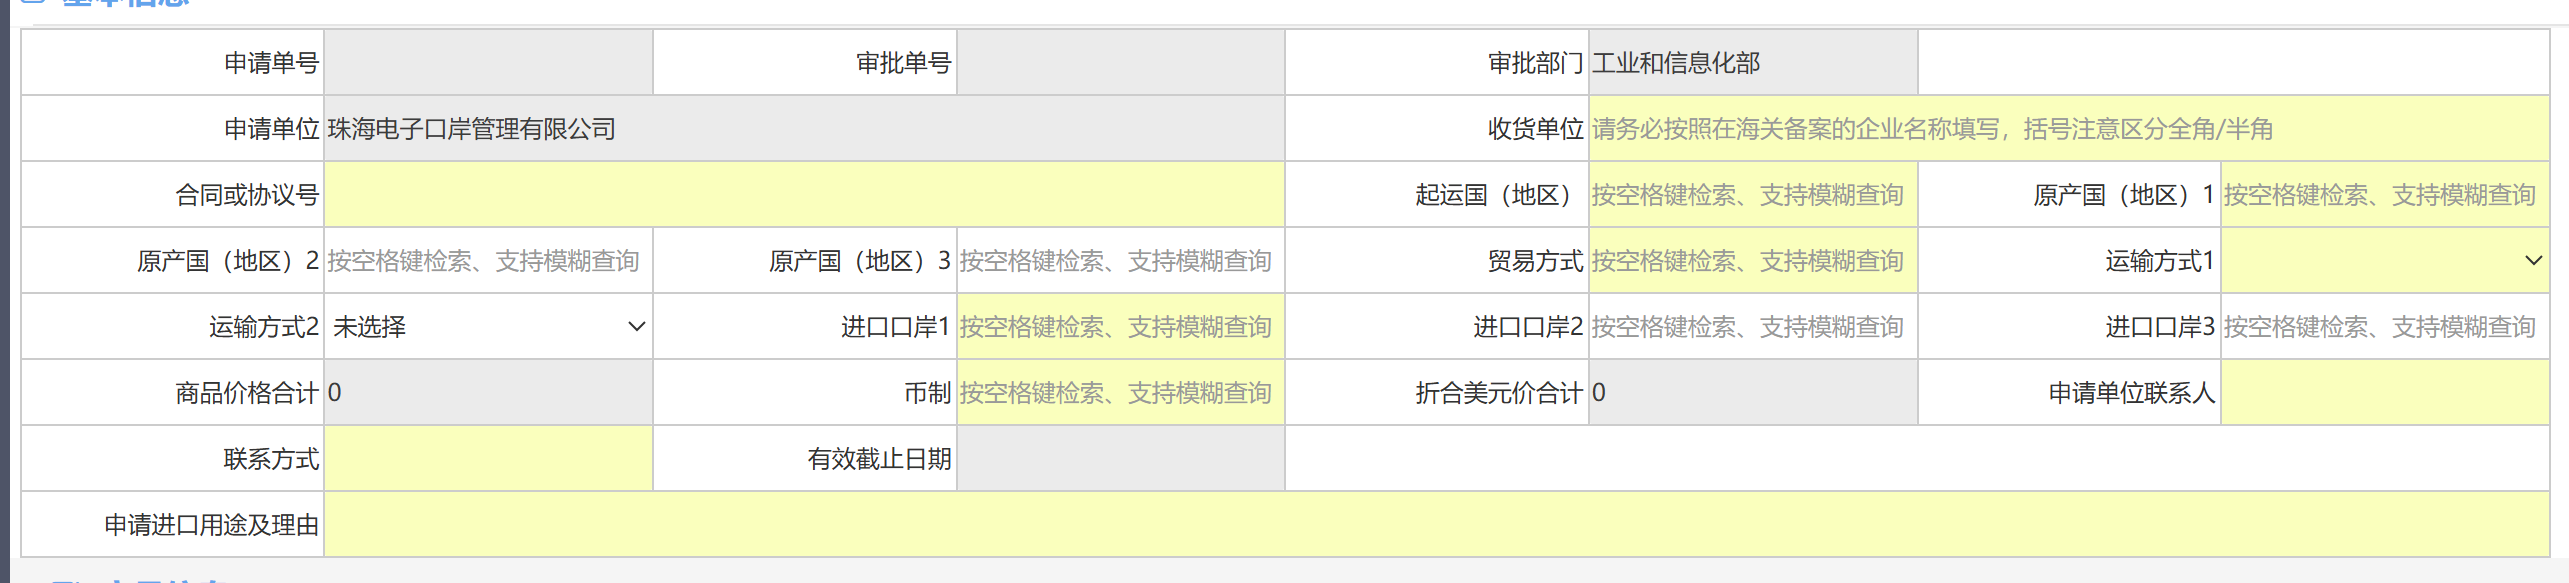 基本信息
申请单号 审批单号 审批部门 工业和信息化部
申请单位 珠海电子口岸管理有限公司 收货单位 请务必按照在海关备案的企业名称填写，括号注意区分全角/半角
合同或协议号 起运国（地区） 按空格键检索、支持模糊查询 原产国（地区）1 按空格键检索、支持模糊查询
原产国（地区）2 按空格键检索、支持模糊查询 原产国（地区）3 按空格键检索、支持模糊查询 贸易方式 按空格键检索、支持模糊查询 运输方式1
运输方式2 未选择 进口口岸1 按空格键检索、支持模糊查询 进口口岸2 按空格键检索、支持模糊查询 进口口岸3 按空格键检索、支持模糊查询
商品价格合计 0 币制 按空格键检索、支持模糊查询 折合美元价合计 0 申请单位联系人
联系方式 有效截止日期
申请进口用途及理由